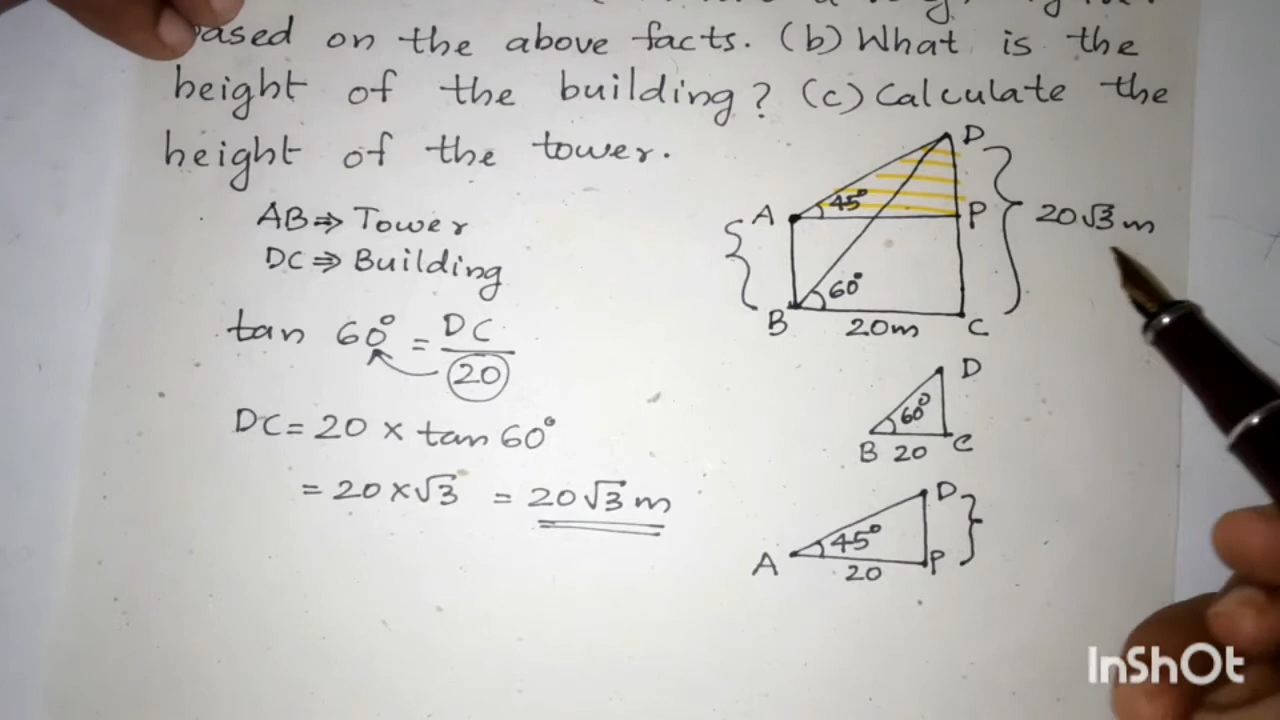 based on the above facts. (b) What is the
height of the building? (c) Calculate the
height of the tower.
AB ⇒ Tower
DC ⇒ Building
tan 60° = DC / 20
DC = 20 × tan 60°
= 20 × √3 = 20√3 m
D
A 45° P 20√3 m
60°
B 20m C
D
60°
B 20 C
D
45°
A 20 P
InShOt